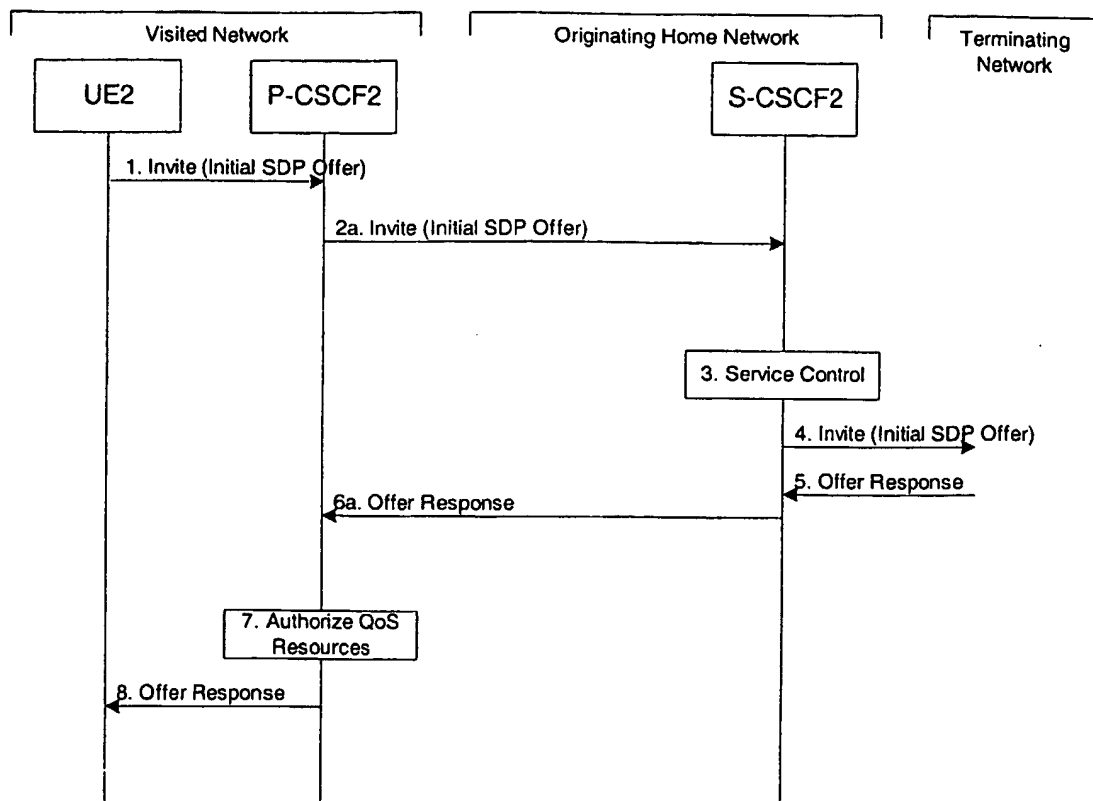 Visited Network
Originating Home Network
Terminating
Network
UE2
P-CSCF2
S-CSCF2
1. Invite (Initial SDP Offer)
2a. Invite (Initial SDP Offer)
3. Service Control
4. Invite (Initial SDP Offer)
5. Offer Response
6a. Offer Response
7. Authorize QoS
Resources
8. Offer Response